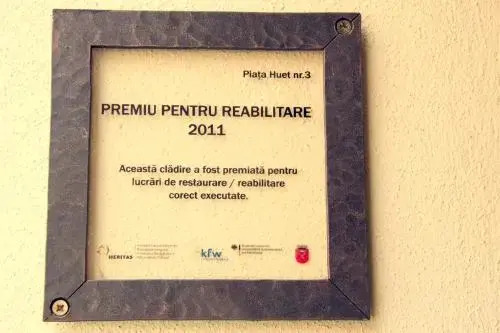 Piața Huet nr.3
PREMIU PENTRU REABILITARE
2011
Această clădire a fost premiată pentru
lucrări de restaurare / reabilitare
corect executate.
HERITAS
kfw